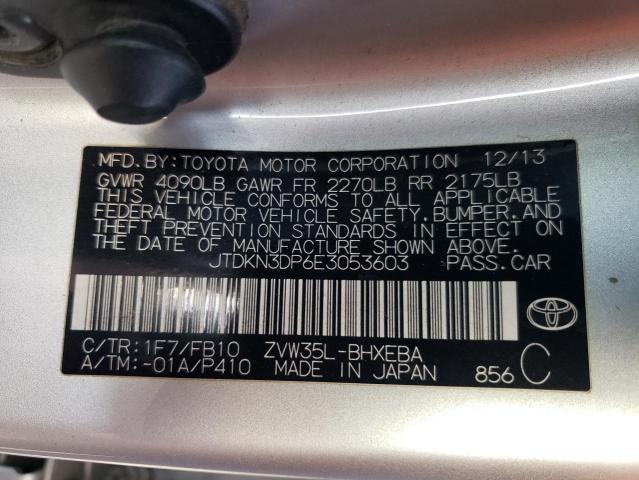 MFD. BY: TOYOTA MOTOR CORPORATION 12/13
GVWR 4090LB GAWR FR 2270LB RR 2175LB
THIS VEHICLE CONFORMS TO ALL APPLICABLE
FEDERAL MOTOR VEHICLE SAFETY, BUMPER, AND
THEFT PREVENTION STANDARDS IN EFFECT ON
THE DATE OF MANUFACTURE SHOWN ABOVE.
JTDKN3DP6E3053603 PASS. CAR
C/TR: 1F7/FB10 ZVW35L-BHXEBA
A/TM: -01A/P410 MADE IN JAPAN 856 C